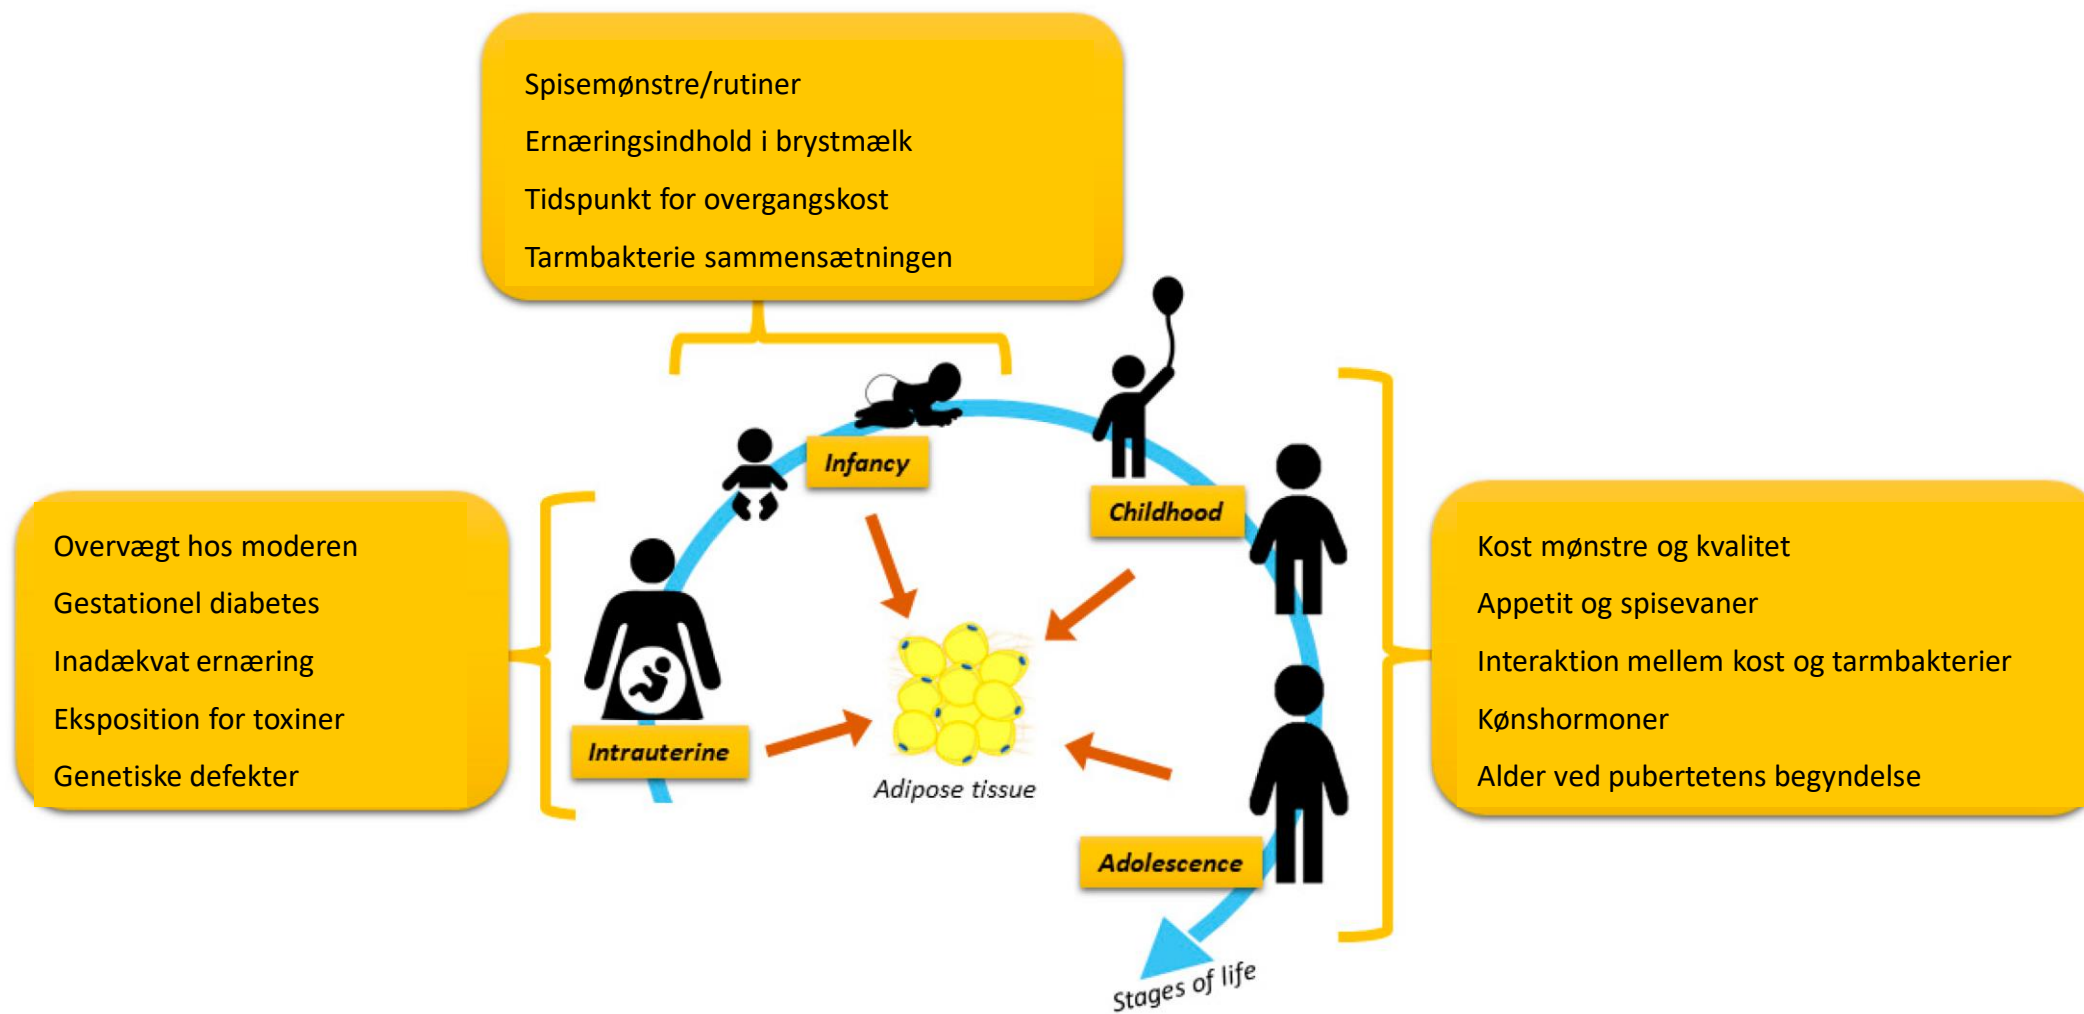 Spisemønstre/rutiner
Ernæringsindhold i brystmælk
Tidspunkt for overgangskost
Tarmbakterie sammensætningen
Overvægt hos moderen
Gestationel diabetes
Inadækvat ernæring
Eksposition for toxiner
Genetiske defekter
Intrauterine
Infancy
Childhood
Adolescence
Adipose tissue
Stages of life
Kost mønstre og kvalitet
Appetit og spisevaner
Interaktion mellem kost og tarmbakterier
Kønshormoner
Alder ved pubertetens begyndelse